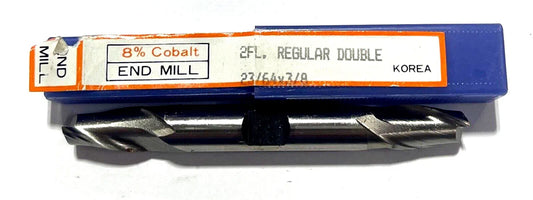 END
MILL
8% Cobalt
END MILL
2FL. REGULAR DOUBLE
23/64x3/8
KOREA